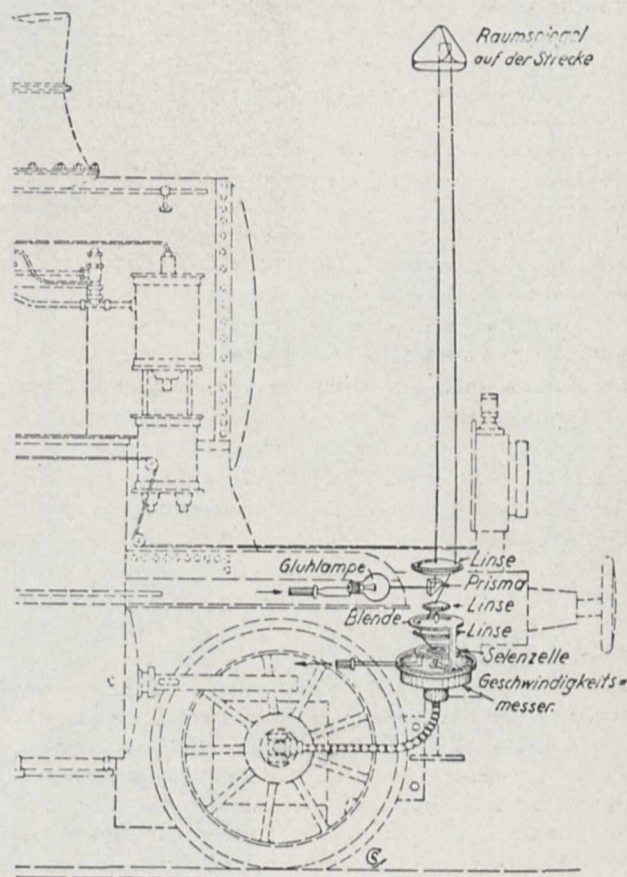 Raumspiegel
auf der Strecke
Linse
Glühlampe
Prisma
Linse
Blende
Linse
Selenzelle
Geschwindigkeits=
messer.